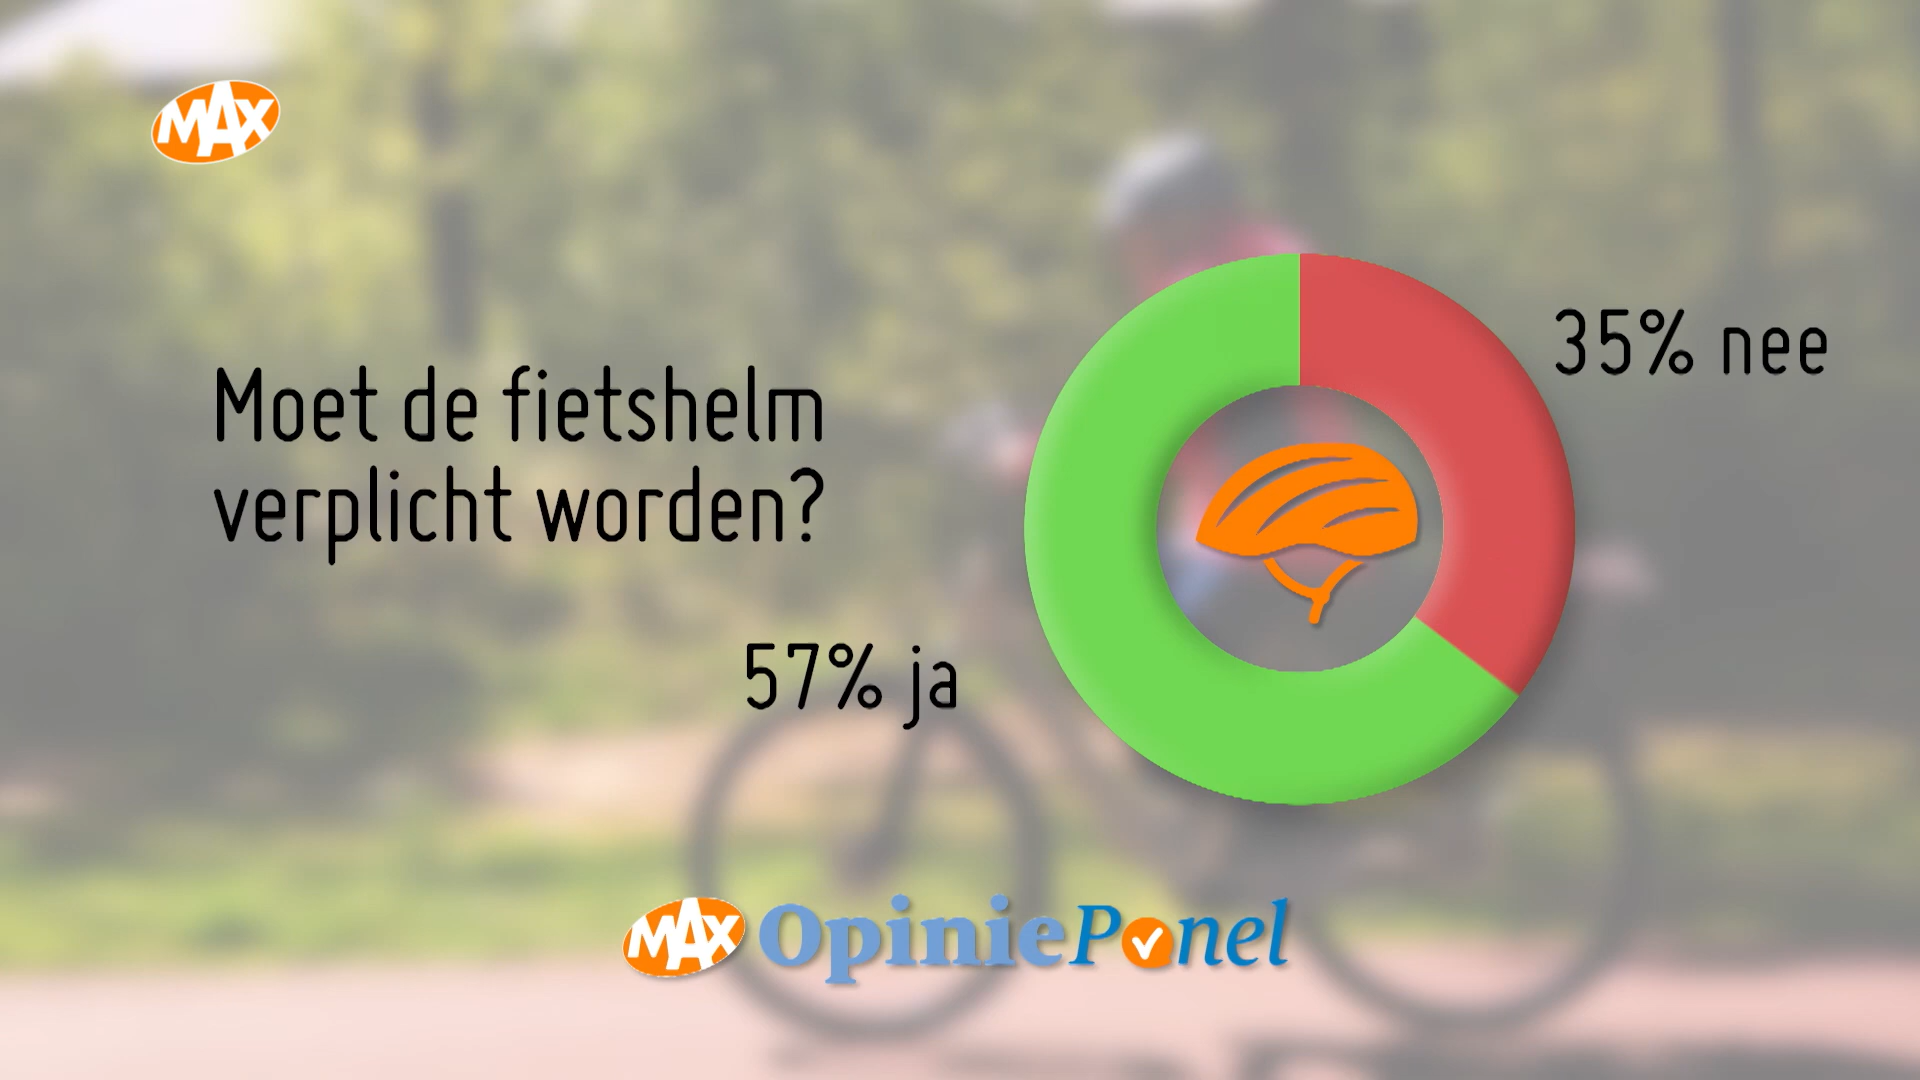 MAX
Moet de fietshelm
verplicht worden?
35% nee
57% ja
MAX OpiniePanel